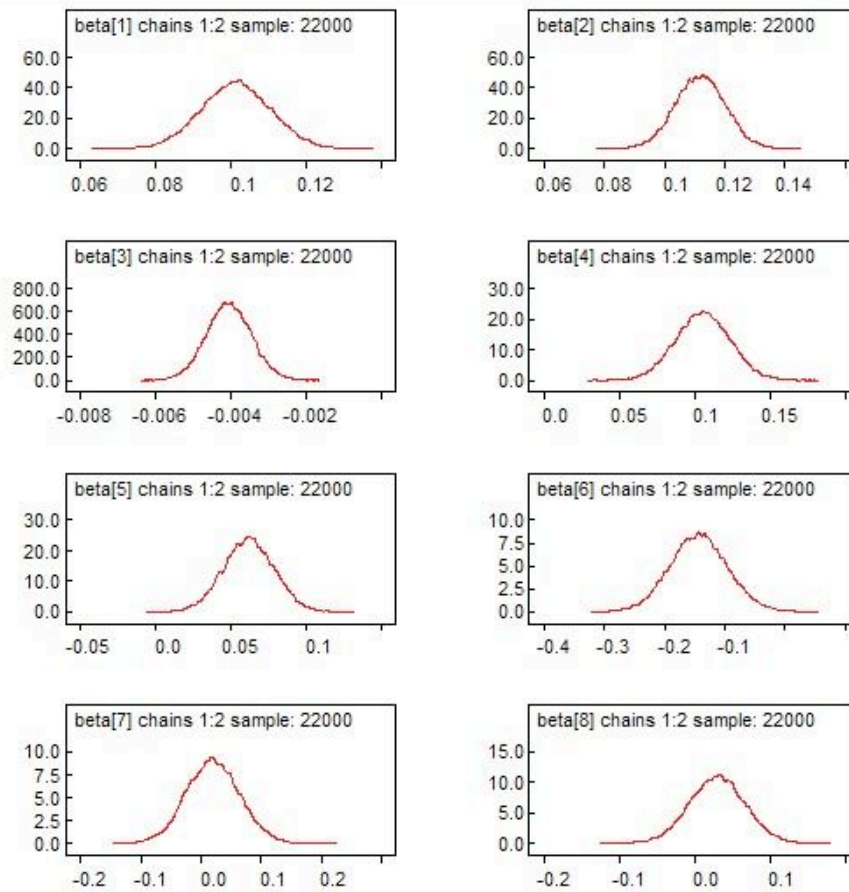 beta[1] chains 1:2 sample: 22000
60.0
40.0
20.0
0.0
0.06 0.08 0.1 0.12
beta[2] chains 1:2 sample: 22000
60.0
40.0
20.0
0.0
0.06 0.08 0.1 0.12 0.14
beta[3] chains 1:2 sample: 22000
800.0
600.0
400.0
200.0
0.0
-0.008 -0.006 -0.004 -0.002
beta[4] chains 1:2 sample: 22000
30.0
20.0
10.0
0.0
0.0 0.05 0.1 0.15
beta[5] chains 1:2 sample: 22000
30.0
20.0
10.0
0.0
-0.05 0.0 0.05 0.1
beta[6] chains 1:2 sample: 22000
10.0
7.5
5.0
2.5
0.0
-0.4 -0.3 -0.2 -0.1
beta[7] chains 1:2 sample: 22000
10.0
7.5
5.0
2.5
0.0
-0.2 -0.1 0.0 0.1 0.2
beta[8] chains 1:2 sample: 22000
15.0
10.0
5.0
0.0
-0.2 -0.1 0.0 0.1